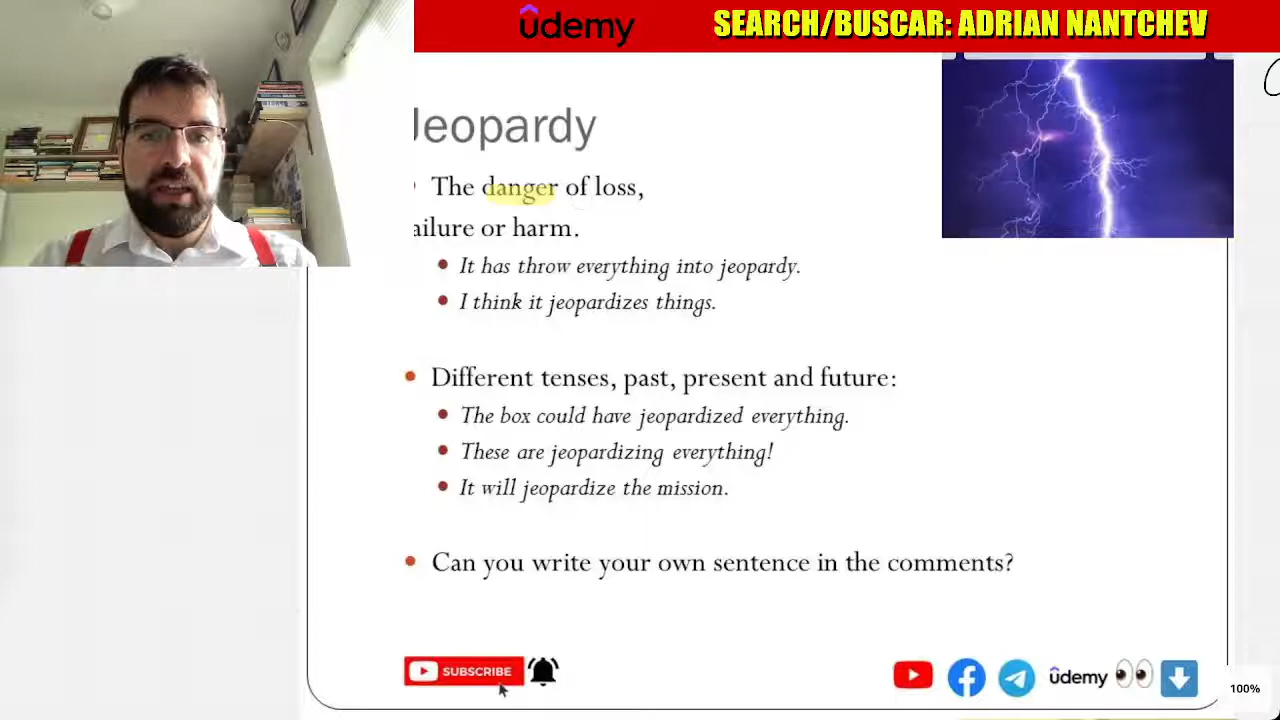 ûdemy SEARCH/BUSCAR: ADRIAN NANTCHEV
Jeopardy
The danger of loss,
ailure or harm.
It has throw everything into jeopardy.
I think it jeopardizes things.
Different tenses, past, present and future:
The box could have jeopardized everything.
These are jeopardizing everything!
It will jeopardize the mission.
Can you write your own sentence in the comments?
SUBSCRIBE
ûdemy
100%